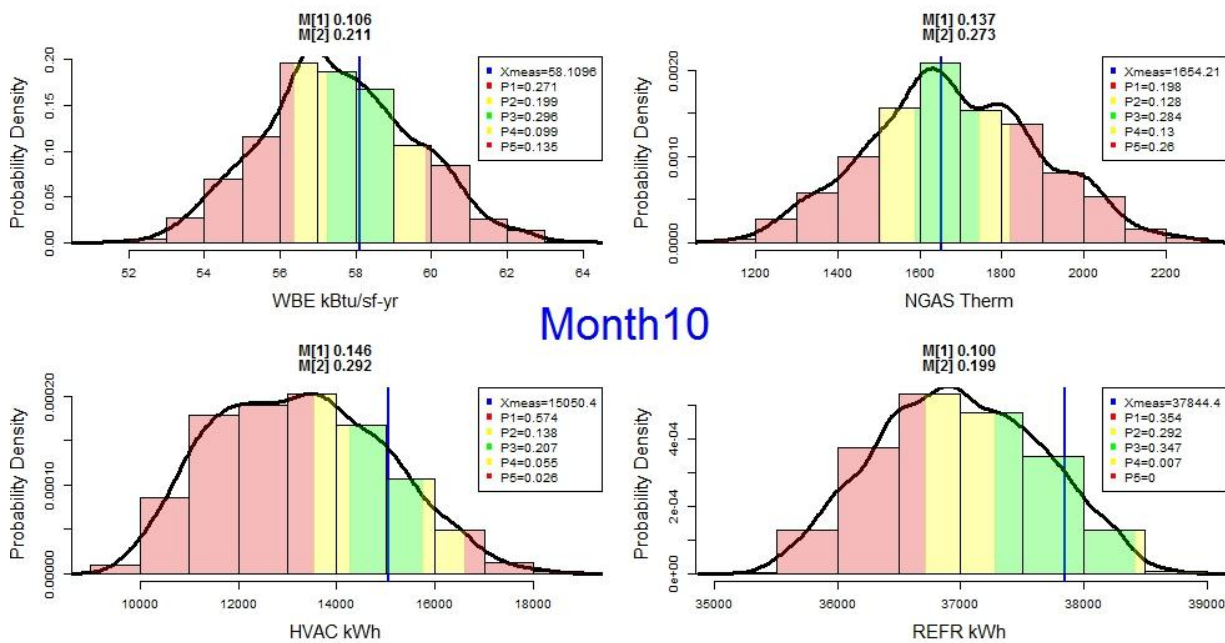 M[1] 0.106
M[2] 0.211
Probability Density
0.00 0.05 0.10 0.15 0.20
Xmeas=58.1096
P1=0.271
P2=0.199
P3=0.296
P4=0.099
P5=0.135
52 54 56 58 60 62 64
WBE kBtu/sf-yr
M[1] 0.137
M[2] 0.273
Probability Density
0.0000 0.0010 0.0020
Xmeas=1654.21
P1=0.198
P2=0.128
P3=0.284
P4=0.13
P5=0.26
1200 1400 1600 1800 2000 2200
NGAS Therm
Month10
M[1] 0.146
M[2] 0.292
Probability Density
0.00000 0.00010 0.00020
Xmeas=15050.4
P1=0.574
P2=0.138
P3=0.207
P4=0.055
P5=0.026
10000 12000 14000 16000 18000
HVAC kWh
M[1] 0.100
M[2] 0.199
Probability Density
0e+00 2e-04 4e-04
Xmeas=37844.4
P1=0.354
P2=0.292
P3=0.347
P4=0.007
P5=0
35000 36000 37000 38000 39000
REFR kWh